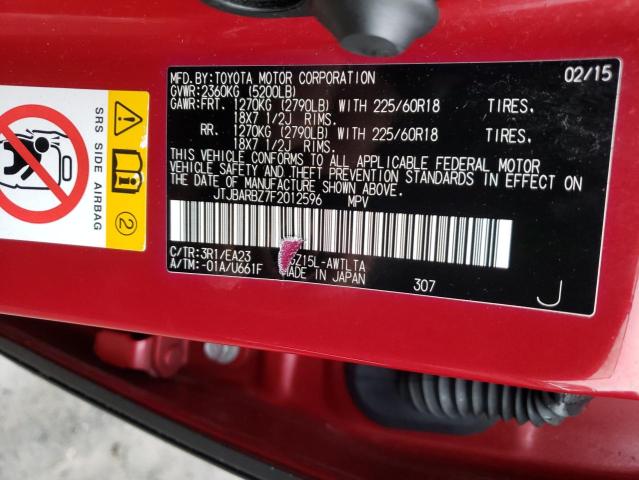 MFD.BY:TOYOTA MOTOR CORPORATION 02/15
GVWR:2360KG (5200LB)
GAWR:FRT. 1270KG (2790LB) WITH 225/60R18 TIRES.
18X7 1/2J RIMS.
RR. 1270KG (2790LB) WITH 225/60R18 TIRES.
18X7 1/2J RIMS.
THIS VEHICLE CONFORMS TO ALL APPLICABLE FEDERAL MOTOR
VEHICLE SAFETY AND THEFT PREVENTION STANDARDS IN EFFECT ON
THE DATE OF MANUFACTURE SHOWN ABOVE.
JTJBARBZ7F2012596 MPV
C/TR:3R1/EA23 GZ15L-AWTLTA
A/TM:-01A/U661F MADE IN JAPAN 307 J
SRS SIDE AIRBAG
2